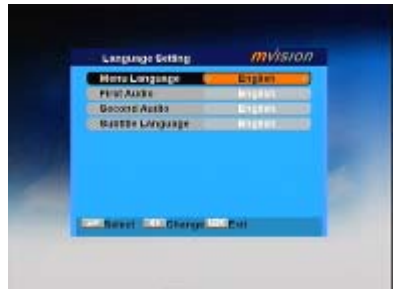 Language Setting mvision
Menu Language English
First Audio English
Second Audio English
Subtitle Language English
Select Change Exit